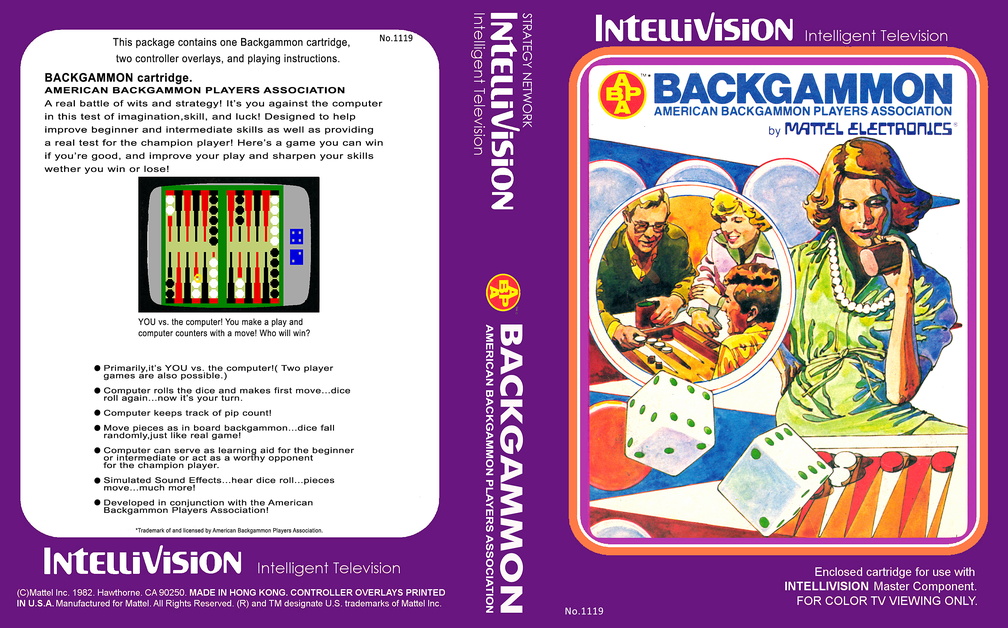 This package contains one Backgammon cartridge,
No.1119
two controller overlays, and playing instructions.
BACKGAMMON cartridge.
AMERICAN BACKGAMMON PLAYERS ASSOCIATION
A real battle of wits and strategy! It's you against the computer
in this test of imagination,skill, and luck! Designed to help
improve beginner and intermediate skills as well as providing
a real test for the champion player! Here's a game you can win
if you're good, and improve your play and sharpen your skills
wether you win or lose!
YOU vs. the computer! You make a play and
computer counters with a move! Who will win?
Primarily,it's YOU vs. the computer!( Two player
games are also possible.)
Computer rolls the dice and makes first move...dice
roll again...now it's your turn.
Computer keeps track of pip count!
Move pieces as in board backgammon...dice fall
randomly,just like real game!
Computer can serve as learning aid for the beginner
or intermediate or act as a worthy opponent
for the champion player.
Simulated Sound Effects...hear dice roll...pieces
move...much more!
Developed in conjunction with the American
Backgammon Players Association!
*Trademark of and licensed by American Backgammon Players Association.
INTELLIVISION Intelligent Television
(C)Mattel Inc. 1982. Hawthorne. CA 90250. MADE IN HONG KONG. CONTROLLER OVERLAYS PRINTED
IN U.S.A. Manufactured for Mattel. All Rights Reserved. (R) and TM designate U.S. trademarks of Mattel Inc.
STRATEGY NETWORK
INTELLIVISION
Intelligent Television
ABPA
BACKGAMMON
AMERICAN BACKGAMMON PLAYERS ASSOCIATION
INTELLIVISION Intelligent Television
ABPA
™*
BACKGAMMON
AMERICAN BACKGAMMON PLAYERS ASSOCIATION
by MATTEL ELECTRONICS®
Enclosed cartridge for use with
INTELLIVISION Master Component.
FOR COLOR TV VIEWING ONLY.
No.1119